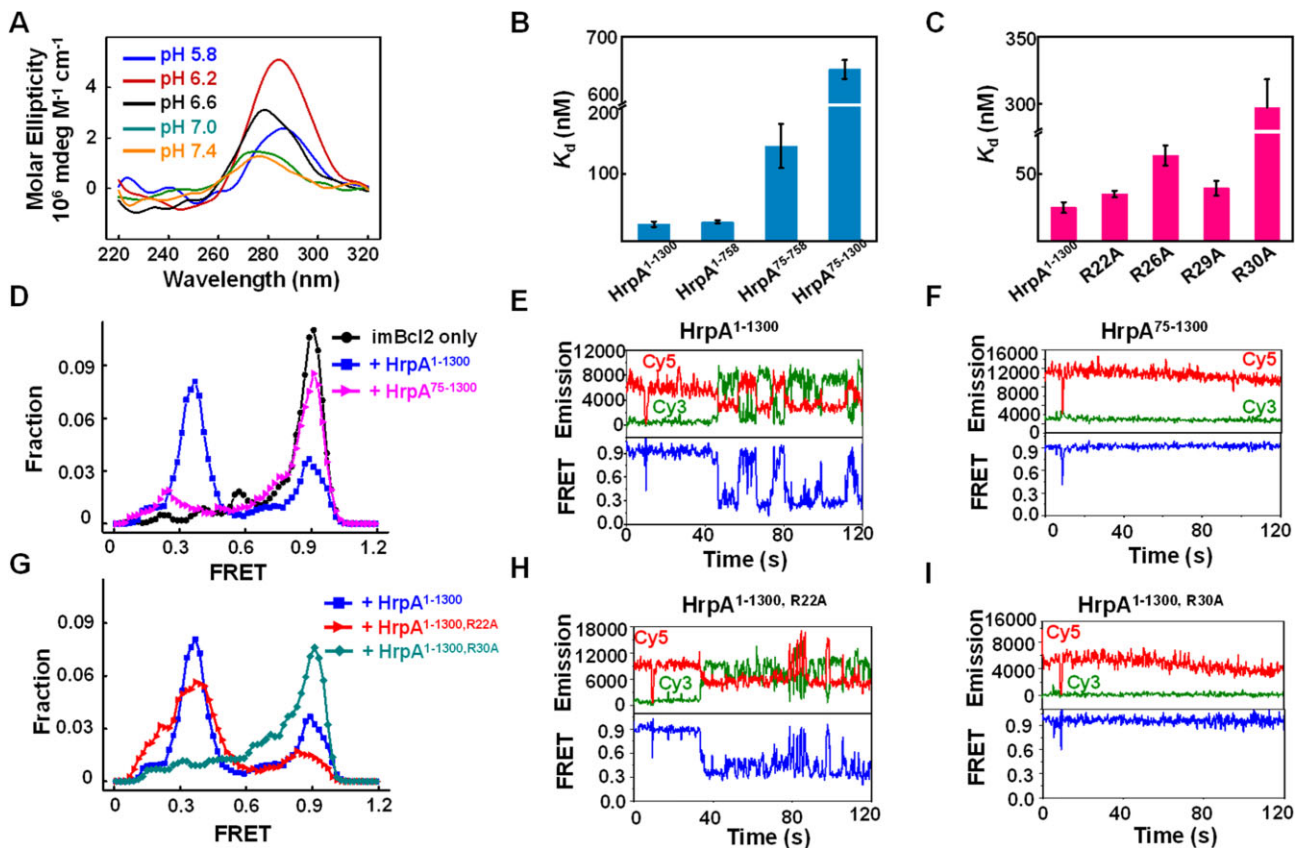 A
Molar Ellipticity
10⁶ mdeg M⁻¹ cm⁻¹
4
2
0
pH 5.8
pH 6.2
pH 6.6
pH 7.0
pH 7.4
220 240 260 280 300 320
Wavelength (nm)
B
Kd (nM)
700
600
200
100
HrpA¹⁻¹³⁰⁰
HrpA¹⁻⁷⁵⁸
HrpA⁷⁵⁻⁷⁵⁸
HrpA⁷⁵⁻¹³⁰⁰
C
Kd (nM)
350
300
50
HrpA¹⁻¹³⁰⁰
R22A
R26A
R29A
R30A
D
Fraction
0.09
0.06
0.03
0
imBcl2 only
+ HrpA¹⁻¹³⁰⁰
+ HrpA⁷⁵⁻¹³⁰⁰
0 0.3 0.6 0.9 1.2
FRET
E
HrpA¹⁻¹³⁰⁰
Emission
12000
8000
4000
0
Cy5
Cy3
FRET
0.9
0.6
0.3
0.0
0 40 80 120
Time (s)
F
HrpA⁷⁵⁻¹³⁰⁰
Emission
16000
12000
8000
4000
0
Cy5
Cy3
FRET
0.9
0.6
0.3
0.0
0 40 80 120
Time (s)
G
Fraction
0.09
0.06
0.03
0
+ HrpA¹⁻¹³⁰⁰
+ HrpA¹⁻¹³⁰⁰,R22A
+ HrpA¹⁻¹³⁰⁰,R30A
0 0.3 0.6 0.9 1.2
FRET
H
HrpA¹⁻¹³⁰⁰, R22A
Emission
18000
12000
6000
0
Cy5
Cy3
FRET
0.9
0.6
0.3
0.0
0 40 80 120
Time (s)
I
HrpA¹⁻¹³⁰⁰, R30A
Emission
12000
8000
4000
0
Cy5
Cy3
FRET
0.9
0.6
0.3
0.0
0 40 80 120
Time (s)